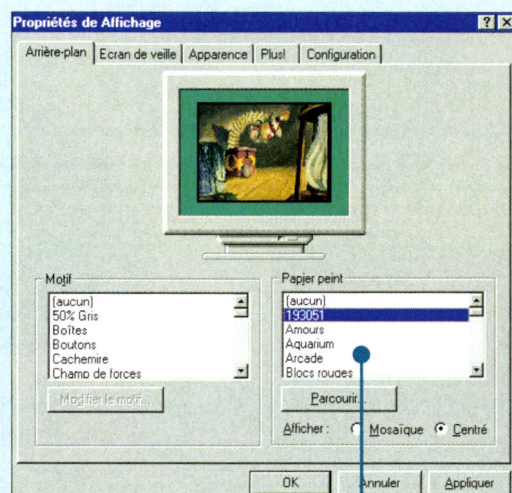 Propriétés de Affichage
Arrière-plan
Ecran de veille
Apparence
Plus!
Configuration
Motif
(aucun)
50% Gris
Boîtes
Boutons
Cachemire
Champ de forces
Modifier le motif...
Papier peint
(aucun)
193051
Amours
Aquarium
Arcade
Blocs rouges
Parcourir...
Afficher :
Mosaïque
Centré
OK
Annuler
Appliquer